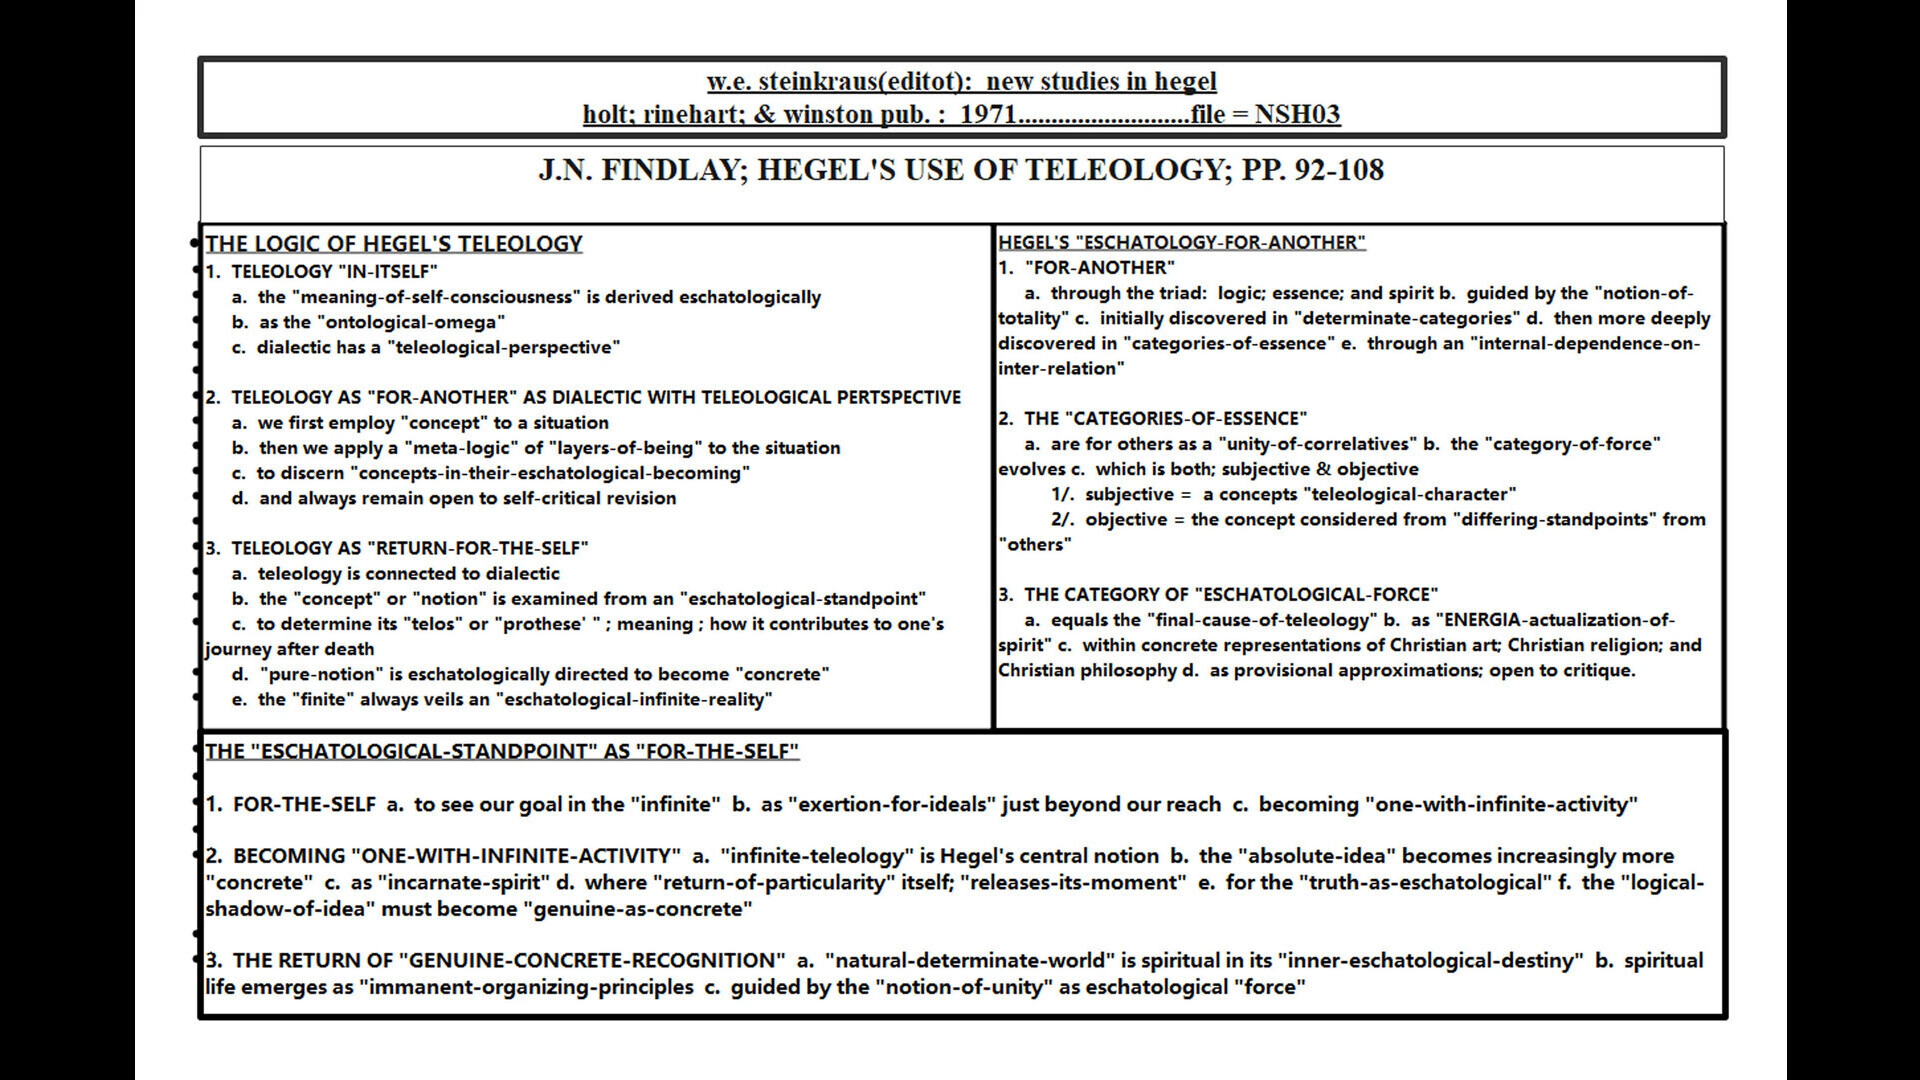 w.e. steinkraus(editot): new studies in hegel
holt; rinehart; & winston pub. : 1971..........................file = NSH03
J.N. FINDLAY; HEGEL'S USE OF TELEOLOGY; PP. 92-108
THE LOGIC OF HEGEL'S TELEOLOGY
1. TELEOLOGY "IN-ITSELF"
a. the "meaning-of-self-consciousness" is derived eschatologically
b. as the "ontological-omega"
c. dialectic has a "teleological-perspective"
2. TELEOLOGY AS "FOR-ANOTHER" AS DIALECTIC WITH TELEOLOGICAL PERTSPECTIVE
a. we first employ "concept" to a situation
b. then we apply a "meta-logic" of "layers-of-being" to the situation
c. to discern "concepts-in-their-eschatological-becoming"
d. and always remain open to self-critical revision
3. TELEOLOGY AS "RETURN-FOR-THE-SELF"
a. teleology is connected to dialectic
b. the "concept" or "notion" is examined from an "eschatological-standpoint"
c. to determine its "telos" or "prothese' " ; meaning ; how it contributes to one's
journey after death
d. "pure-notion" is eschatologically directed to become "concrete"
e. the "finite" always veils an "eschatological-infinite-reality"
HEGEL'S "ESCHATOLOGY-FOR-ANOTHER"
1. "FOR-ANOTHER"
a. through the triad: logic; essence; and spirit b. guided by the "notion-of-
totality" c. initially discovered in "determinate-categories" d. then more deeply
discovered in "categories-of-essence" e. through an "internal-dependence-on-
inter-relation"
2. THE "CATEGORIES-OF-ESSENCE"
a. are for others as a "unity-of-correlatives" b. the "category-of-force"
evolves c. which is both; subjective & objective
1/. subjective = a concepts "teleological-character"
2/. objective = the concept considered from "differing-standpoints" from
"others"
3. THE CATEGORY OF "ESCHATOLOGICAL-FORCE"
a. equals the "final-cause-of-teleology" b. as "ENERGIA-actualization-of-
spirit" c. within concrete representations of Christian art; Christian religion; and
Christian philosophy d. as provisional approximations; open to critique.
THE "ESCHATOLOGICAL-STANDPOINT" AS "FOR-THE-SELF"
1. FOR-THE-SELF a. to see our goal in the "infinite" b. as "exertion-for-ideals" just beyond our reach c. becoming "one-with-infinite-activity"
2. BECOMING "ONE-WITH-INFINITE-ACTIVITY" a. "infinite-teleology" is Hegel's central notion b. the "absolute-idea" becomes increasingly more
"concrete" c. as "incarnate-spirit" d. where "return-of-particularity" itself; "releases-its-moment" e. for the "truth-as-eschatological" f. the "logical-
shadow-of-idea" must become "genuine-as-concrete"
3. THE RETURN OF "GENUINE-CONCRETE-RECOGNITION" a. "natural-determinate-world" is spiritual in its "inner-eschatological-destiny" b. spiritual
life emerges as "immanent-organizing-principles c. guided by the "notion-of-unity" as eschatological "force"